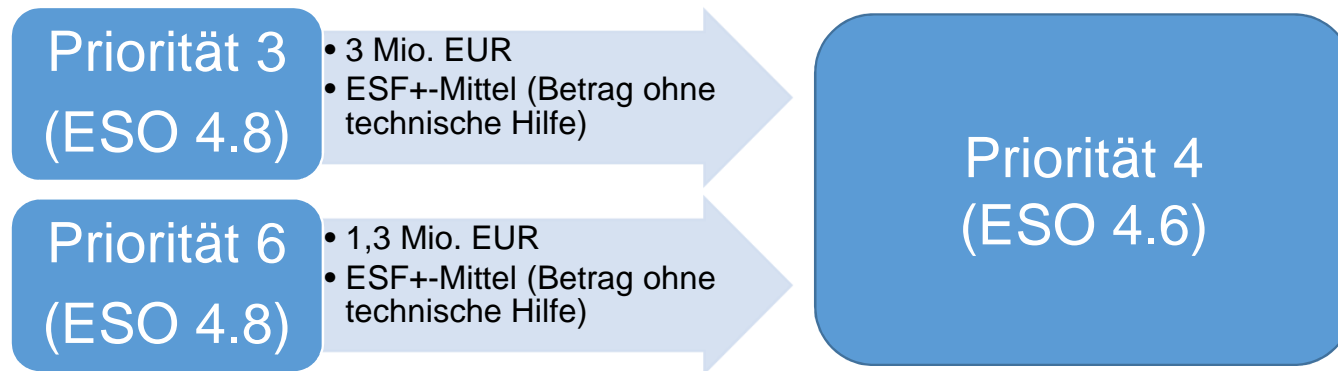 Priorität 3
(ESO 4.8)
• 3 Mio. EUR
• ESF+-Mittel (Betrag ohne
technische Hilfe)
Priorität 6
(ESO 4.8)
• 1,3 Mio. EUR
• ESF+-Mittel (Betrag ohne
technische Hilfe)
Priorität 4
(ESO 4.6)